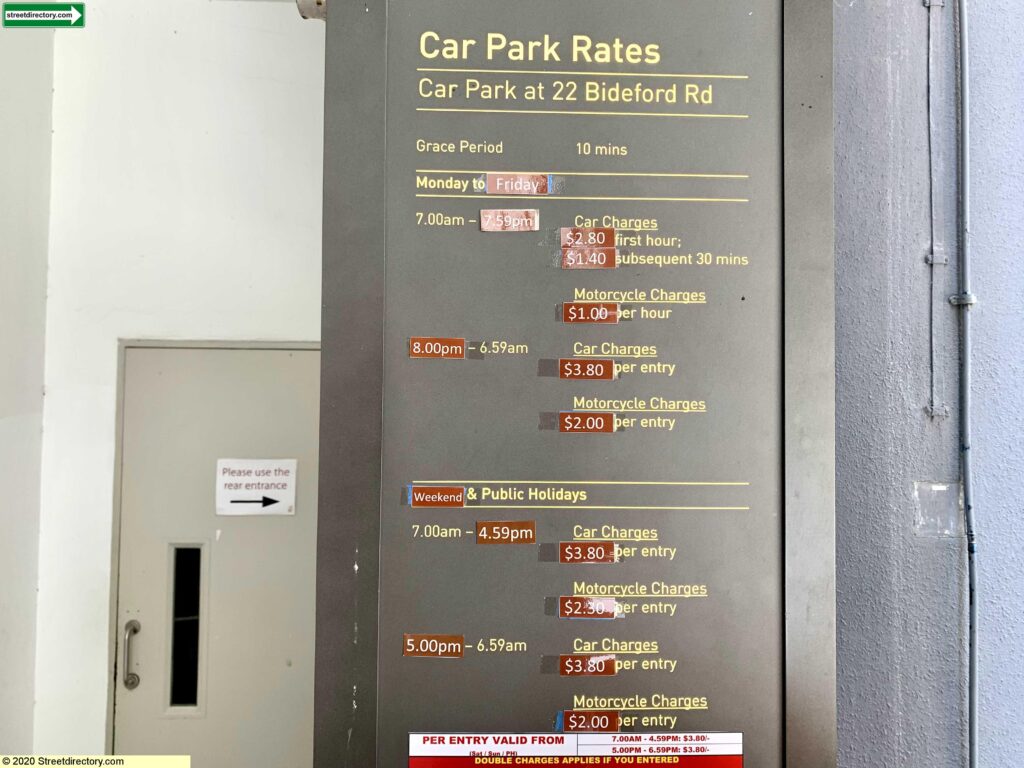 streetdirectory.com
Car Park Rates
Car Park at 22 Bideford Rd
Grace Period 10 mins
Monday to Friday
7.00am – 7.59pm Car Charges
$2.80 first hour;
$1.40 subsequent 30 mins
Motorcycle Charges
$1.00 per hour
8.00pm – 6.59am Car Charges
$3.80 per entry
Motorcycle Charges
$2.00 per entry
Please use the
rear entrance
Weekend & Public Holidays
7.00am – 4.59pm Car Charges
$3.80 per entry
Motorcycle Charges
$2.30 per entry
5.00pm – 6.59am Car Charges
$3.80 per entry
Motorcycle Charges
$2.00 per entry
PER ENTRY VALID FROM 7.00AM - 4.59PM: $3.80/-
(Sat / Sun / PH) 5.00PM - 6.59PM: $3.80/-
DOUBLE CHARGES APPLIES IF YOU ENTERED
© 2020 Streetdirectory.com